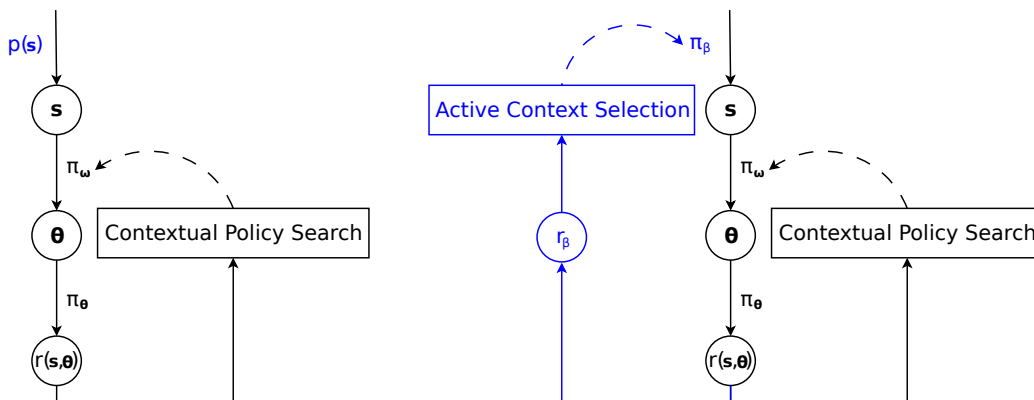 p(s)
s
π_ω
θ
Contextual Policy Search
π_θ
r(s,θ)
π_β
Active Context Selection
s
π_ω
r_β
θ
Contextual Policy Search
π_θ
r(s,θ)